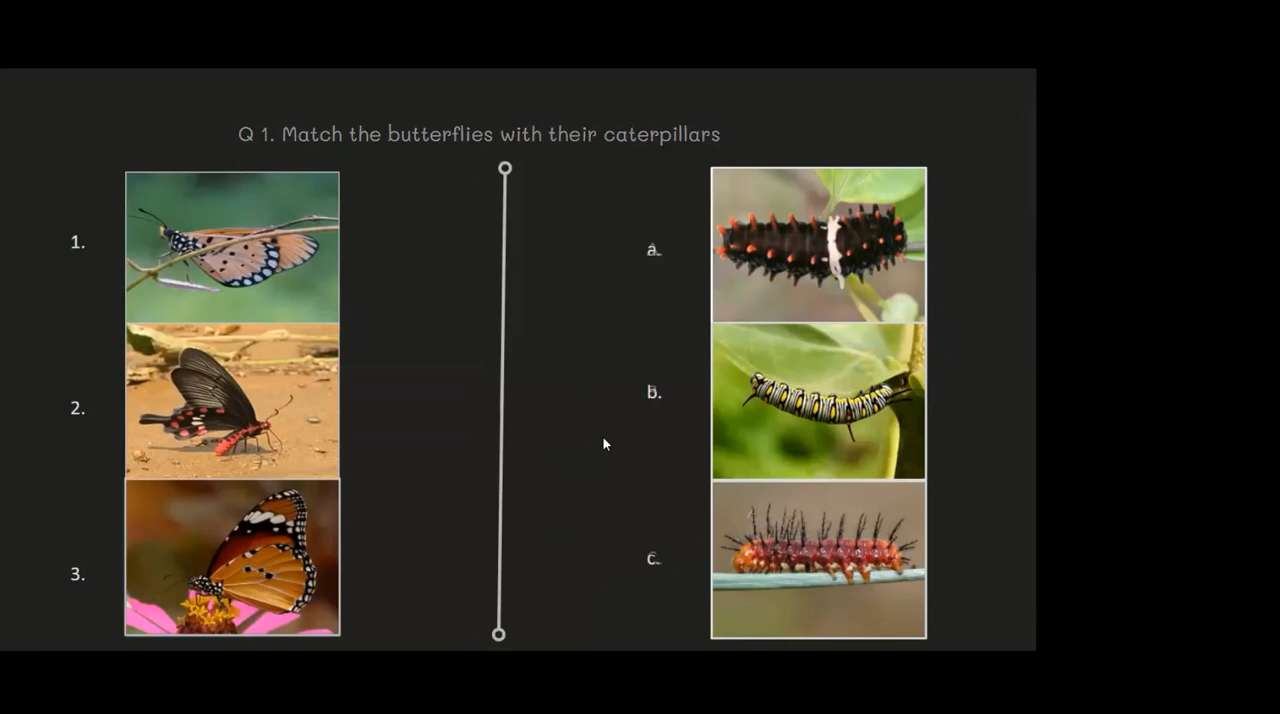 Q 1. Match the butterflies with their caterpillars
1.
a.
2.
b.
3.
c.